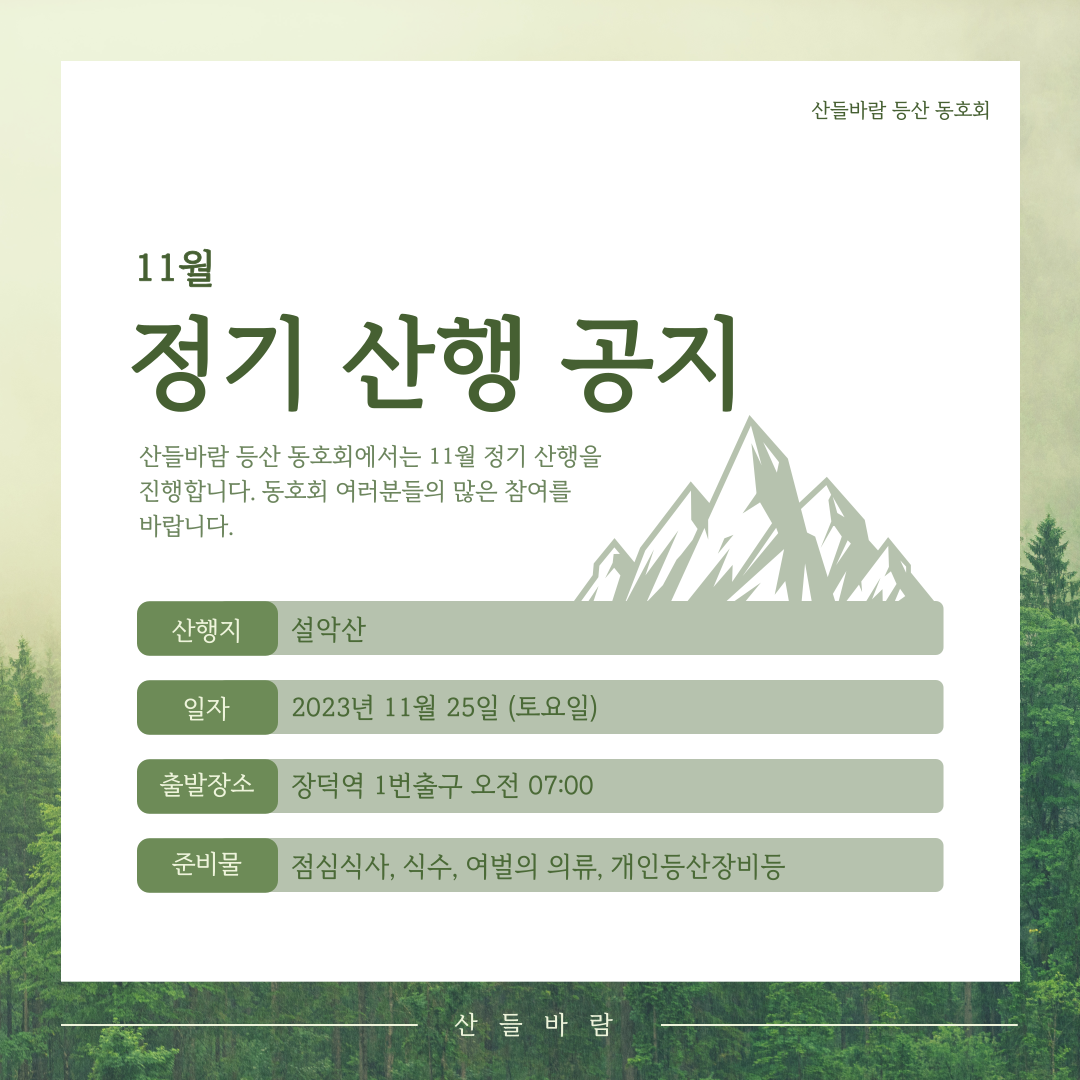 산들바람 등산 동호회
11월
정기 산행 공지
산들바람 등산 동호회에서는 11월 정기 산행을
진행합니다. 동호회 여러분들의 많은 참여를
바랍니다.
산행지 설악산
일자 2023년 11월 25일 (토요일)
출발장소 장덕역 1번출구 오전 07:00
준비물 점심식사, 식수, 여벌의 의류, 개인등산장비등
산 들 바 람